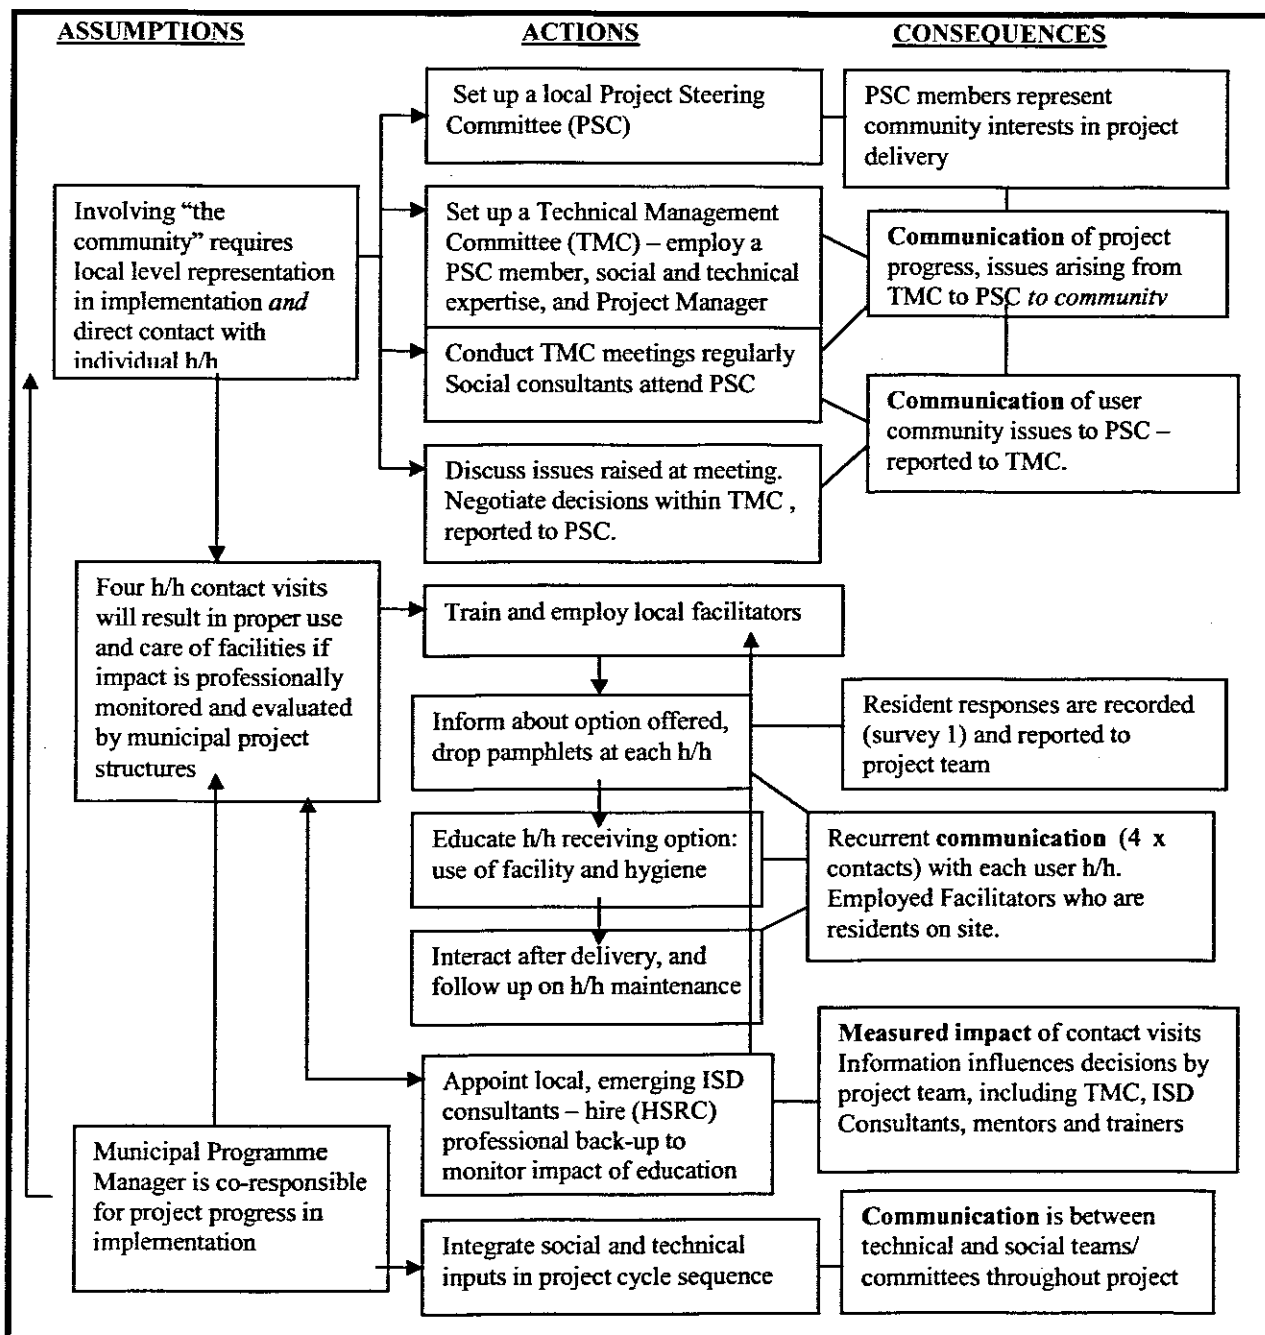 ASSUMPTIONS
ACTIONS
CONSEQUENCES
Set up a local Project Steering
Committee (PSC)
PSC members represent
community interests in project
delivery
Involving “the
community” requires
local level representation
in implementation and
direct contact with
individual h/h
Set up a Technical Management
Committee (TMC) – employ a
PSC member, social and technical
expertise, and Project Manager
Communication of project
progress, issues arising from
TMC to PSC to community
Conduct TMC meetings regularly
Social consultants attend PSC
Communication of user
community issues to PSC –
reported to TMC.
Discuss issues raised at meeting.
Negotiate decisions within TMC ,
reported to PSC.
Four h/h contact visits
will result in proper use
and care of facilities if
impact is professionally
monitored and evaluated
by municipal project
structures
Train and employ local facilitators
Inform about option offered,
drop pamphlets at each h/h
Resident responses are recorded
(survey 1) and reported to
project team
Educate h/h receiving option:
use of facility and hygiene
Recurrent communication (4 x
contacts) with each user h/h.
Employed Facilitators who are
residents on site.
Interact after delivery, and
follow up on h/h maintenance
Measured impact of contact visits
Information influences decisions by
project team, including TMC, ISD
Consultants, mentors and trainers
Appoint local, emerging ISD
consultants – hire (HSRC)
professional back-up to
monitor impact of education
Municipal Programme
Manager is co-responsible
for project progress in
implementation
Integrate social and technical
inputs in project cycle sequence
Communication is between
technical and social teams/
committees throughout project